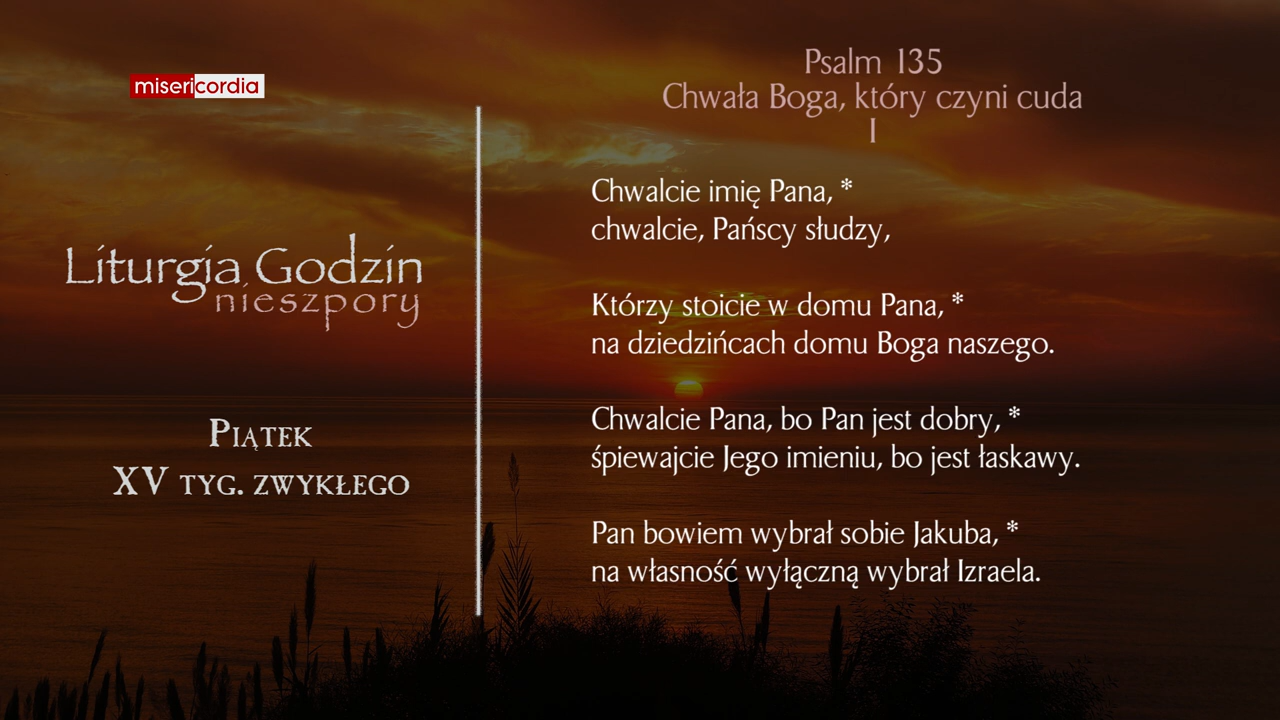 misericordia
Liturgia Godzin
nieszpory
Piątek
XV tyg. zwykłego
Psalm 135
Chwała Boga, który czyni cuda
I
Chwalcie imię Pana, *
chwalcie, Pańscy słudzy,
Którzy stoicie w domu Pana, *
na dziedzińcach domu Boga naszego.
Chwalcie Pana, bo Pan jest dobry, *
śpiewajcie Jego imieniu, bo jest łaskawy.
Pan bowiem wybrał sobie Jakuba, *
na własność wyłączną wybrał Izraela.